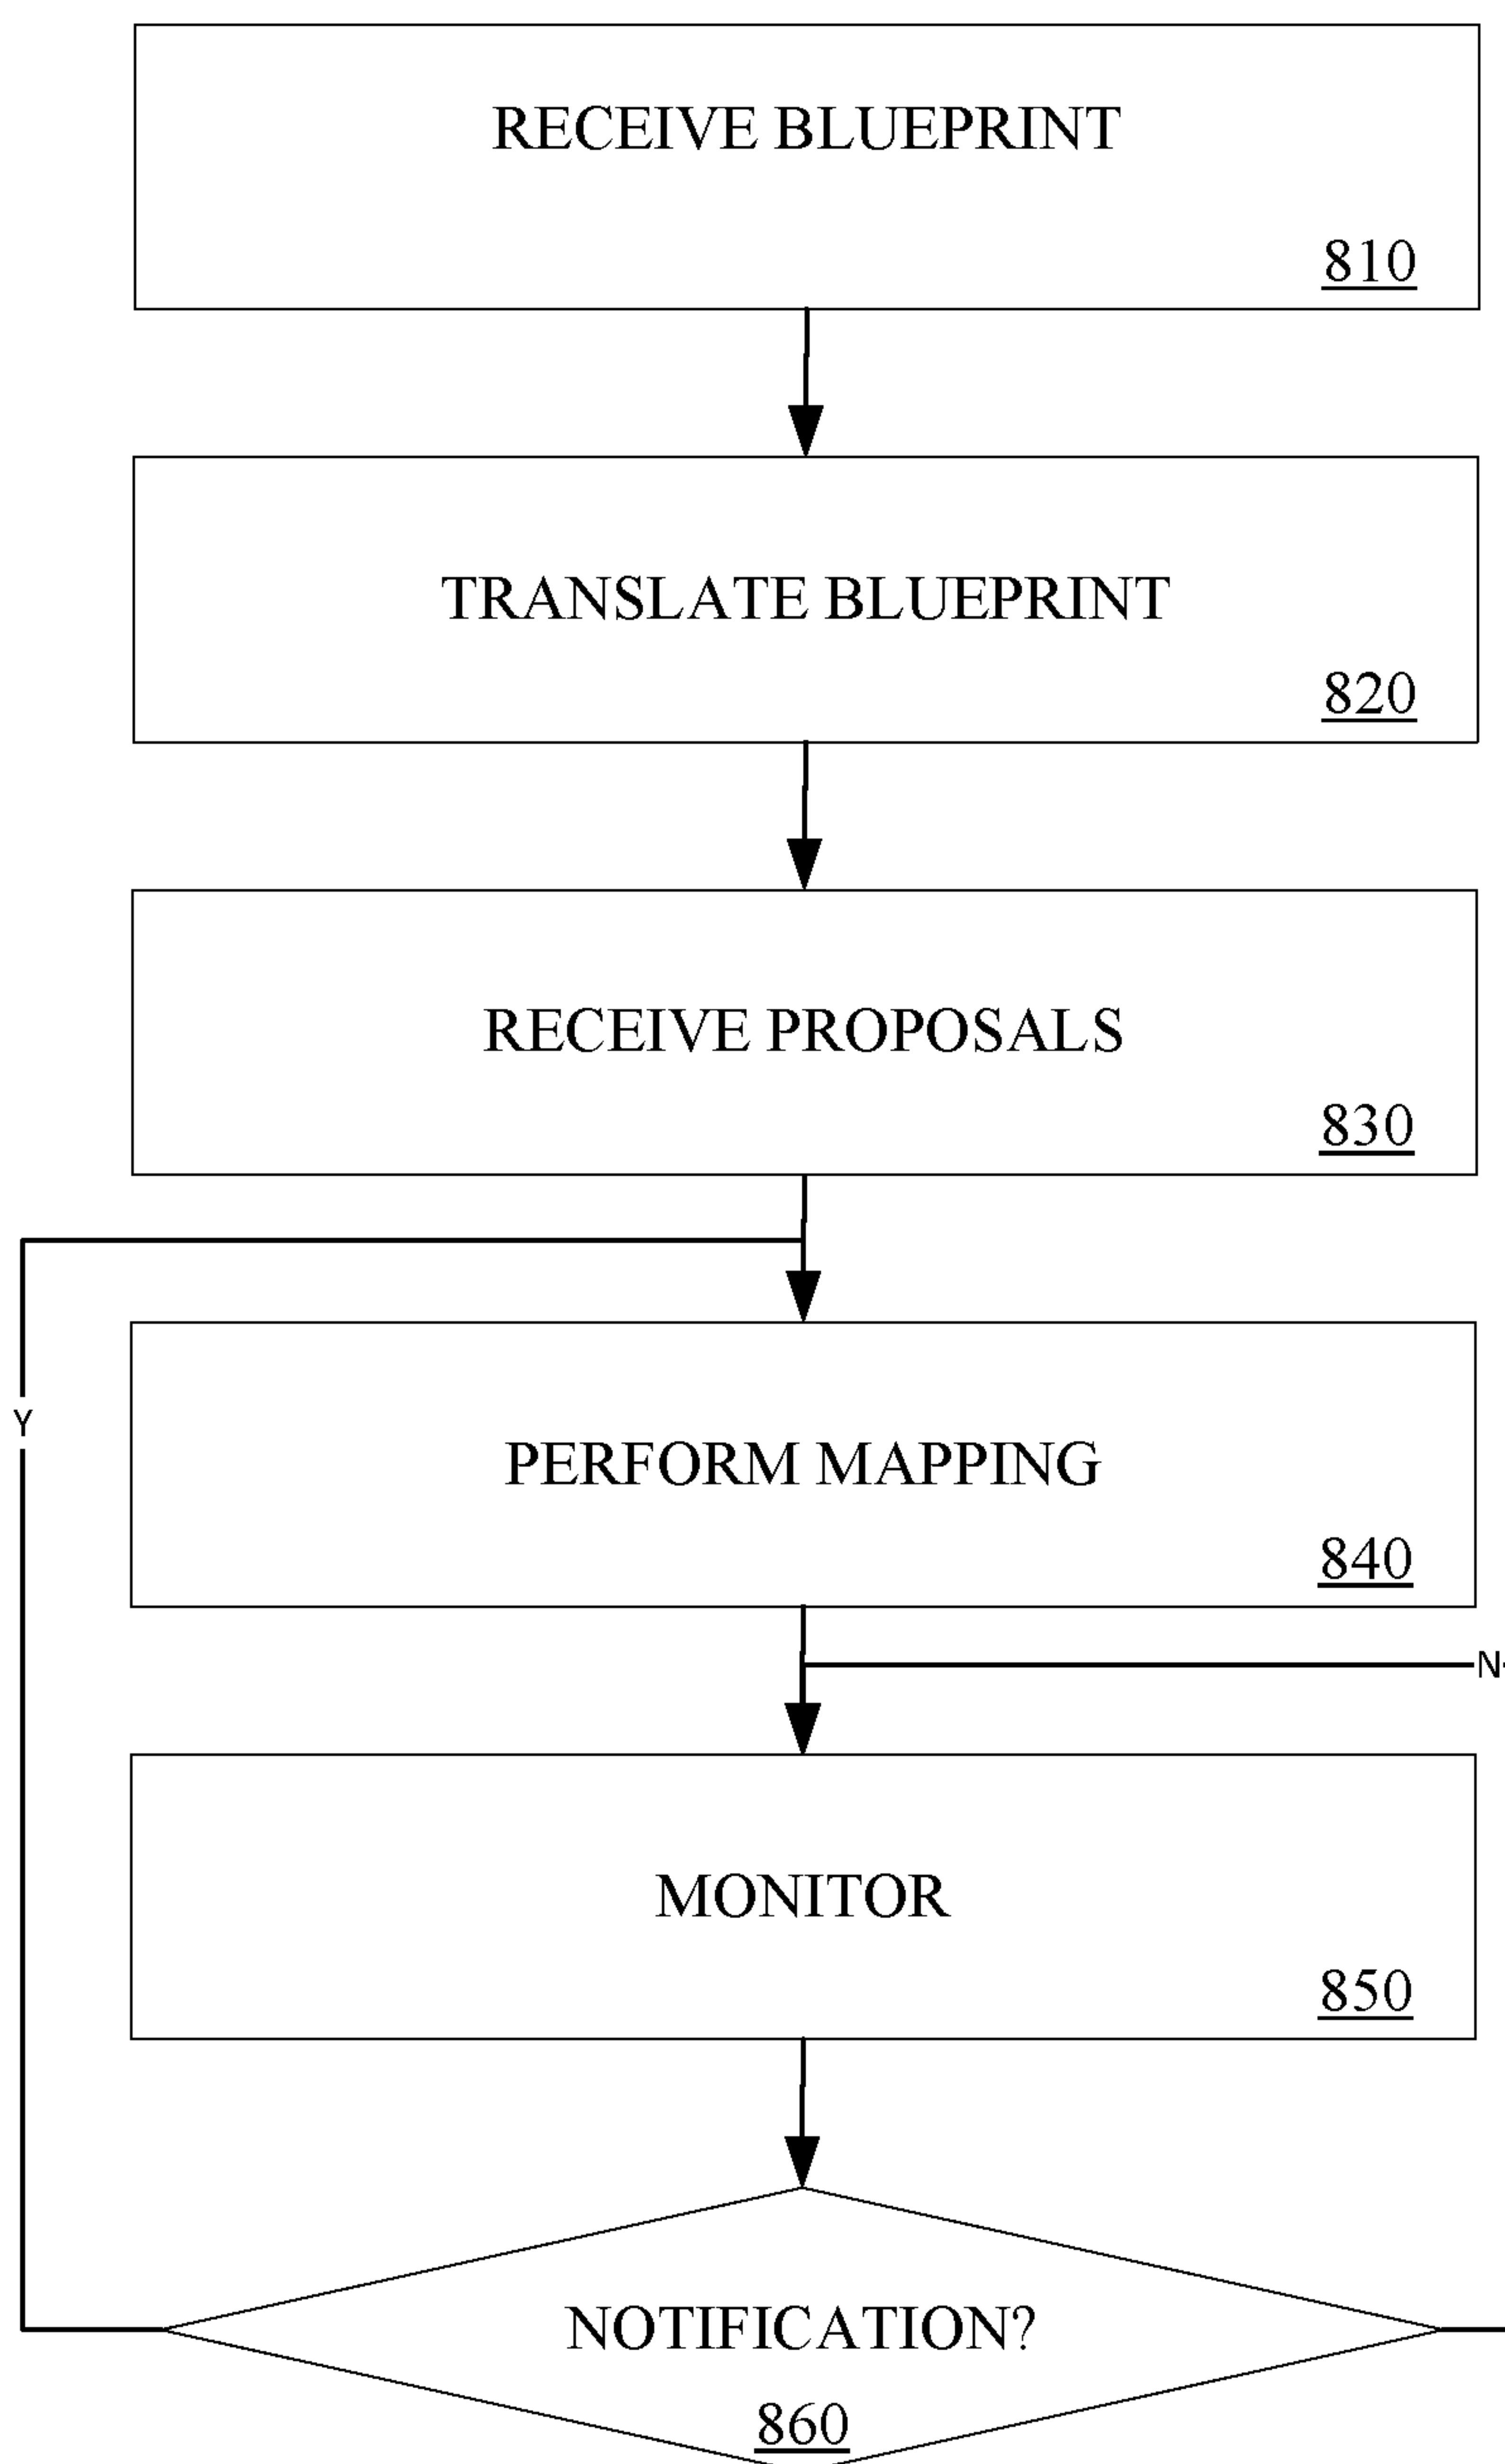 RECEIVE BLUEPRINT
810
TRANSLATE BLUEPRINT
820
RECEIVE PROPOSALS
830
Y
PERFORM MAPPING
840
N
MONITOR
850
NOTIFICATION?
860